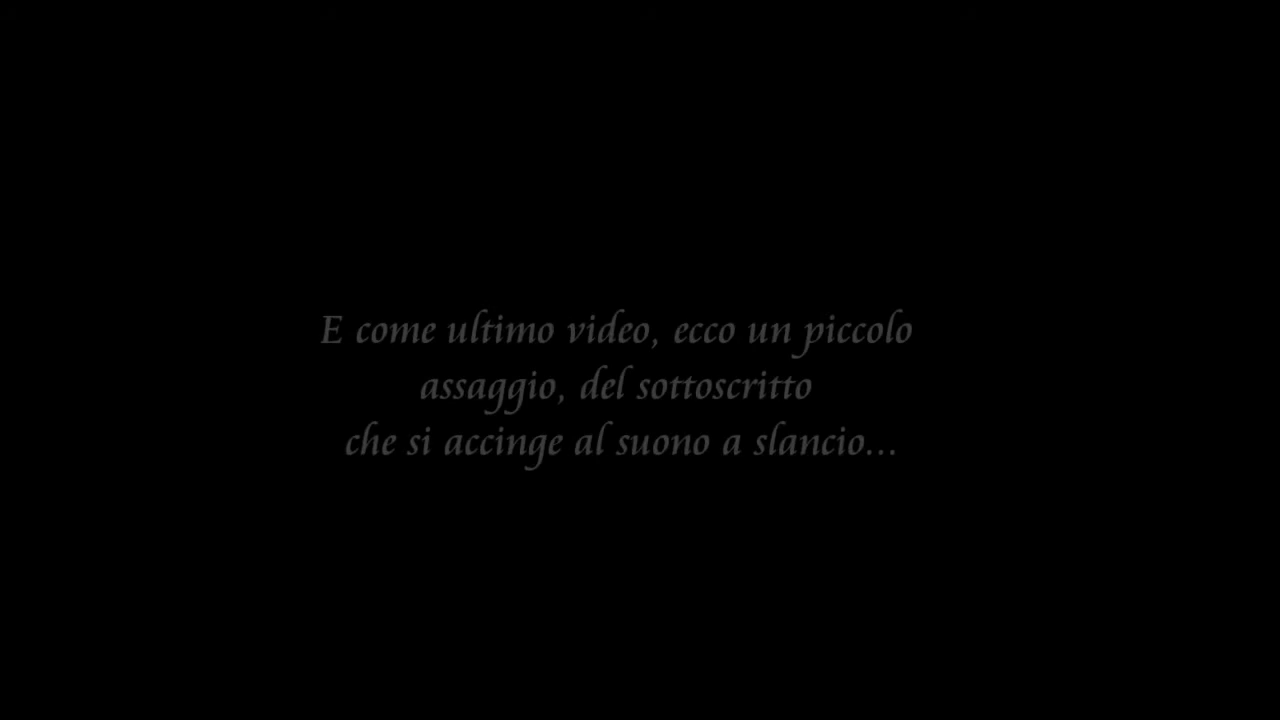 E come ultimo video, ecco un piccolo
assaggio, del sottoscritto
che si accinge al suono a slancio...